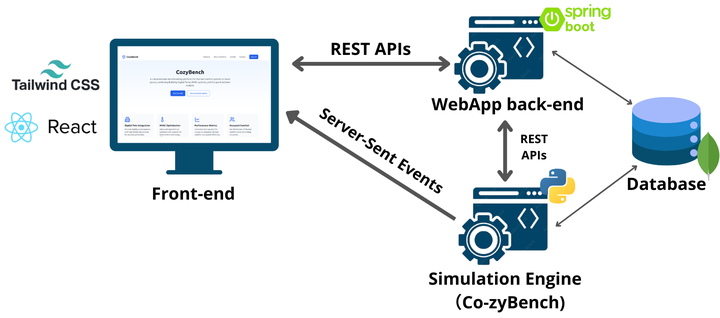 spring
boot
REST APIs
Tailwind CSS
CozyBench
WebApp back-end
React
Server-Sent Events
REST
APIs
Front-end
Database
Simulation Engine
(Co-zyBench)